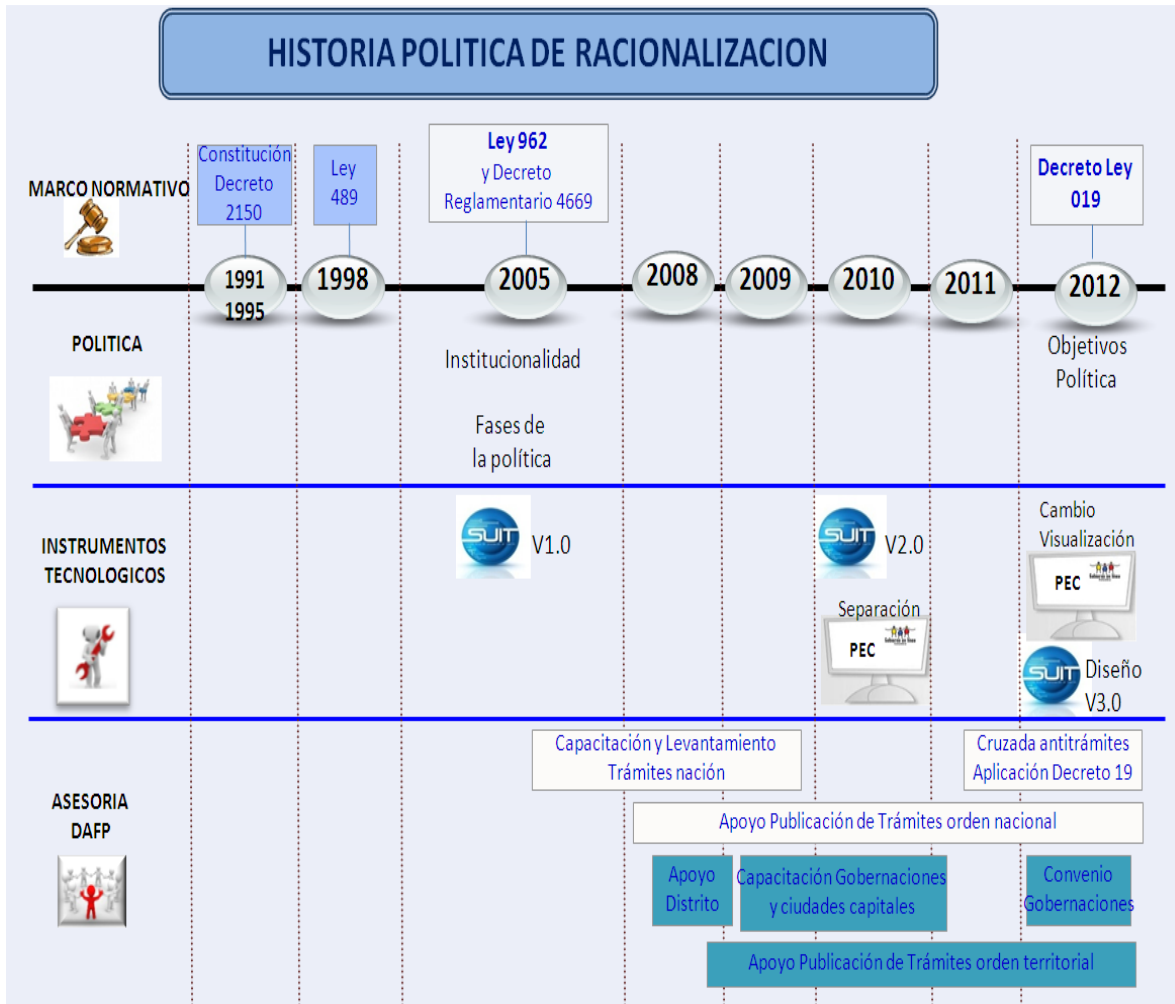 HISTORIA POLITICA DE RACIONALIZACION
MARCO NORMATIVO
Constitución
Decreto
2150
Ley
489
Ley 962
y Decreto
Reglamentario 4669
Decreto Ley
019
1991
1995
1998
2005
2008
2009
2010
2011
2012
POLITICA
Institucionalidad
Fases de
la política
Objetivos
Política
INSTRUMENTOS
TECNOLOGICOS
SUIT
V1.0
SUIT
V2.0
Separación
PEC
Cambio
Visualización
PEC
SUIT
Diseño
V3.0
ASESORIA
DAFP
Capacitación y Levantamiento
Trámites nación
Cruzada antitrámites
Aplicación Decreto 19
Apoyo Publicación de Trámites orden nacional
Apoyo
Distrito
Capacitación Gobernaciones
y ciudades capitales
Convenio
Gobernaciones
Apoyo Publicación de Trámites orden territorial